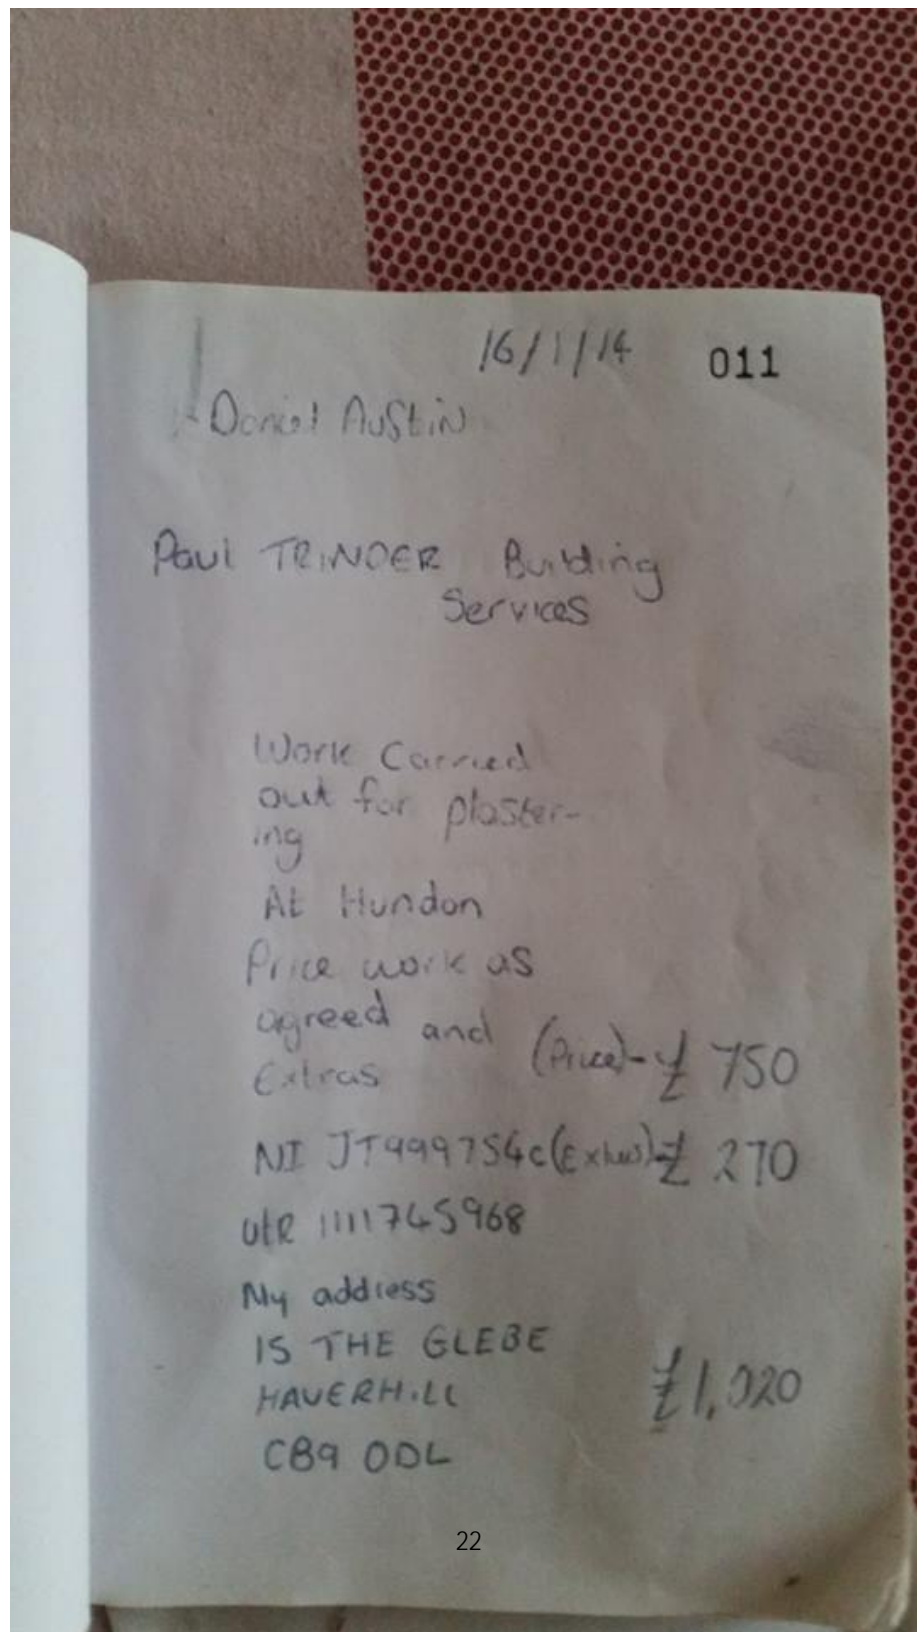 16/1/14 011
Daniel Austin
Paul TRINDER Building
Services
Work Carried
out for plaster-
ing
At Hundon
Price work as
agreed and (Price)-£ 750
Extras
NI JT999754c (Extras)-£ 270
UtR 1111745968
My address
IS THE GLEBE
HAVERHILL £1,020
CB9 0DL
22